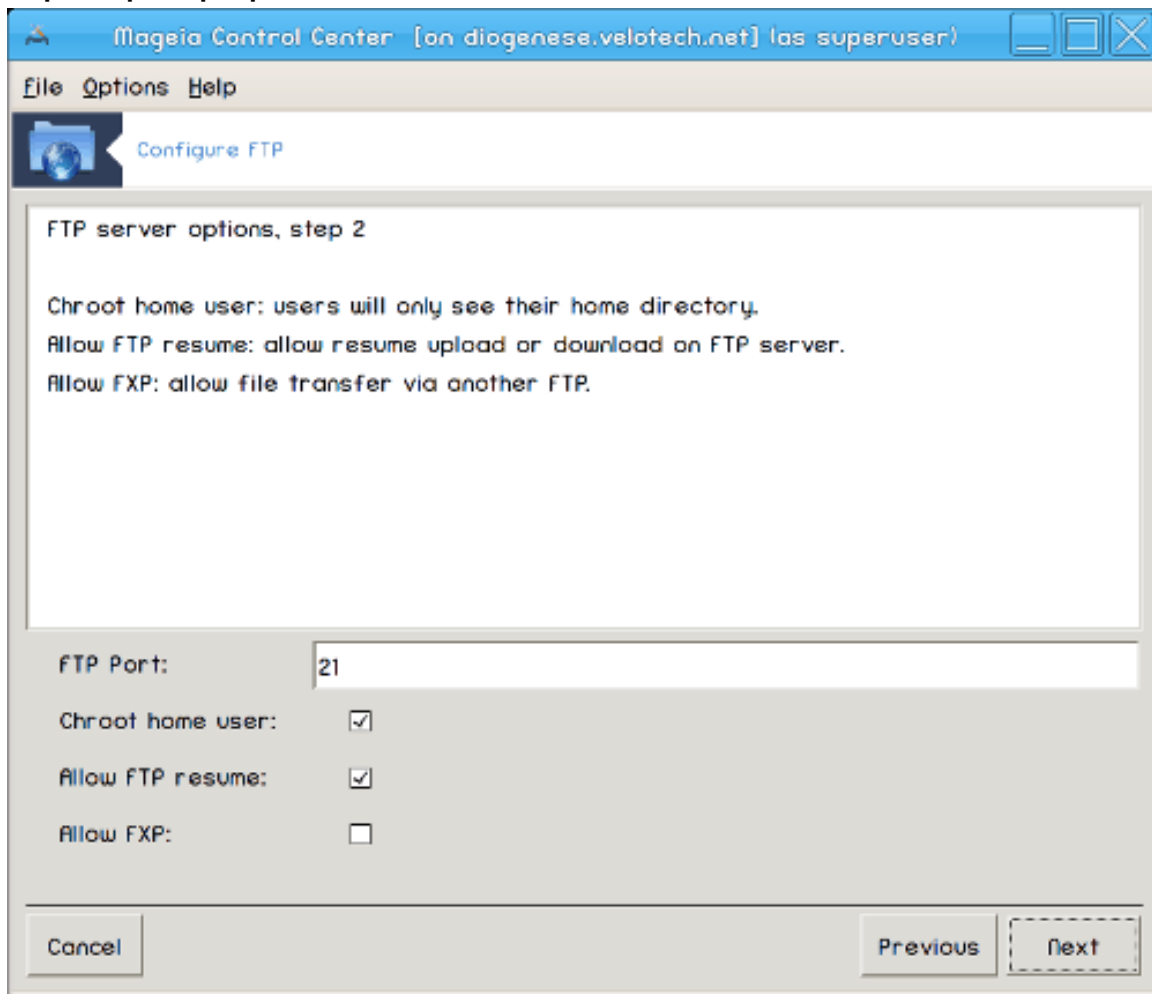 Mageia Control Center [on diogenese.velotech.net] (as superuser)
File Options Help
Configure FTP
FTP server options, step 2
Chroot home user: users will only see their home directory.
Allow FTP resume: allow resume upload or download on FTP server.
Allow FXP: allow file transfer via another FTP.
FTP Port: 21
Chroot home user:
Allow FTP resume:
Allow FXP:
Cancel Previous Next